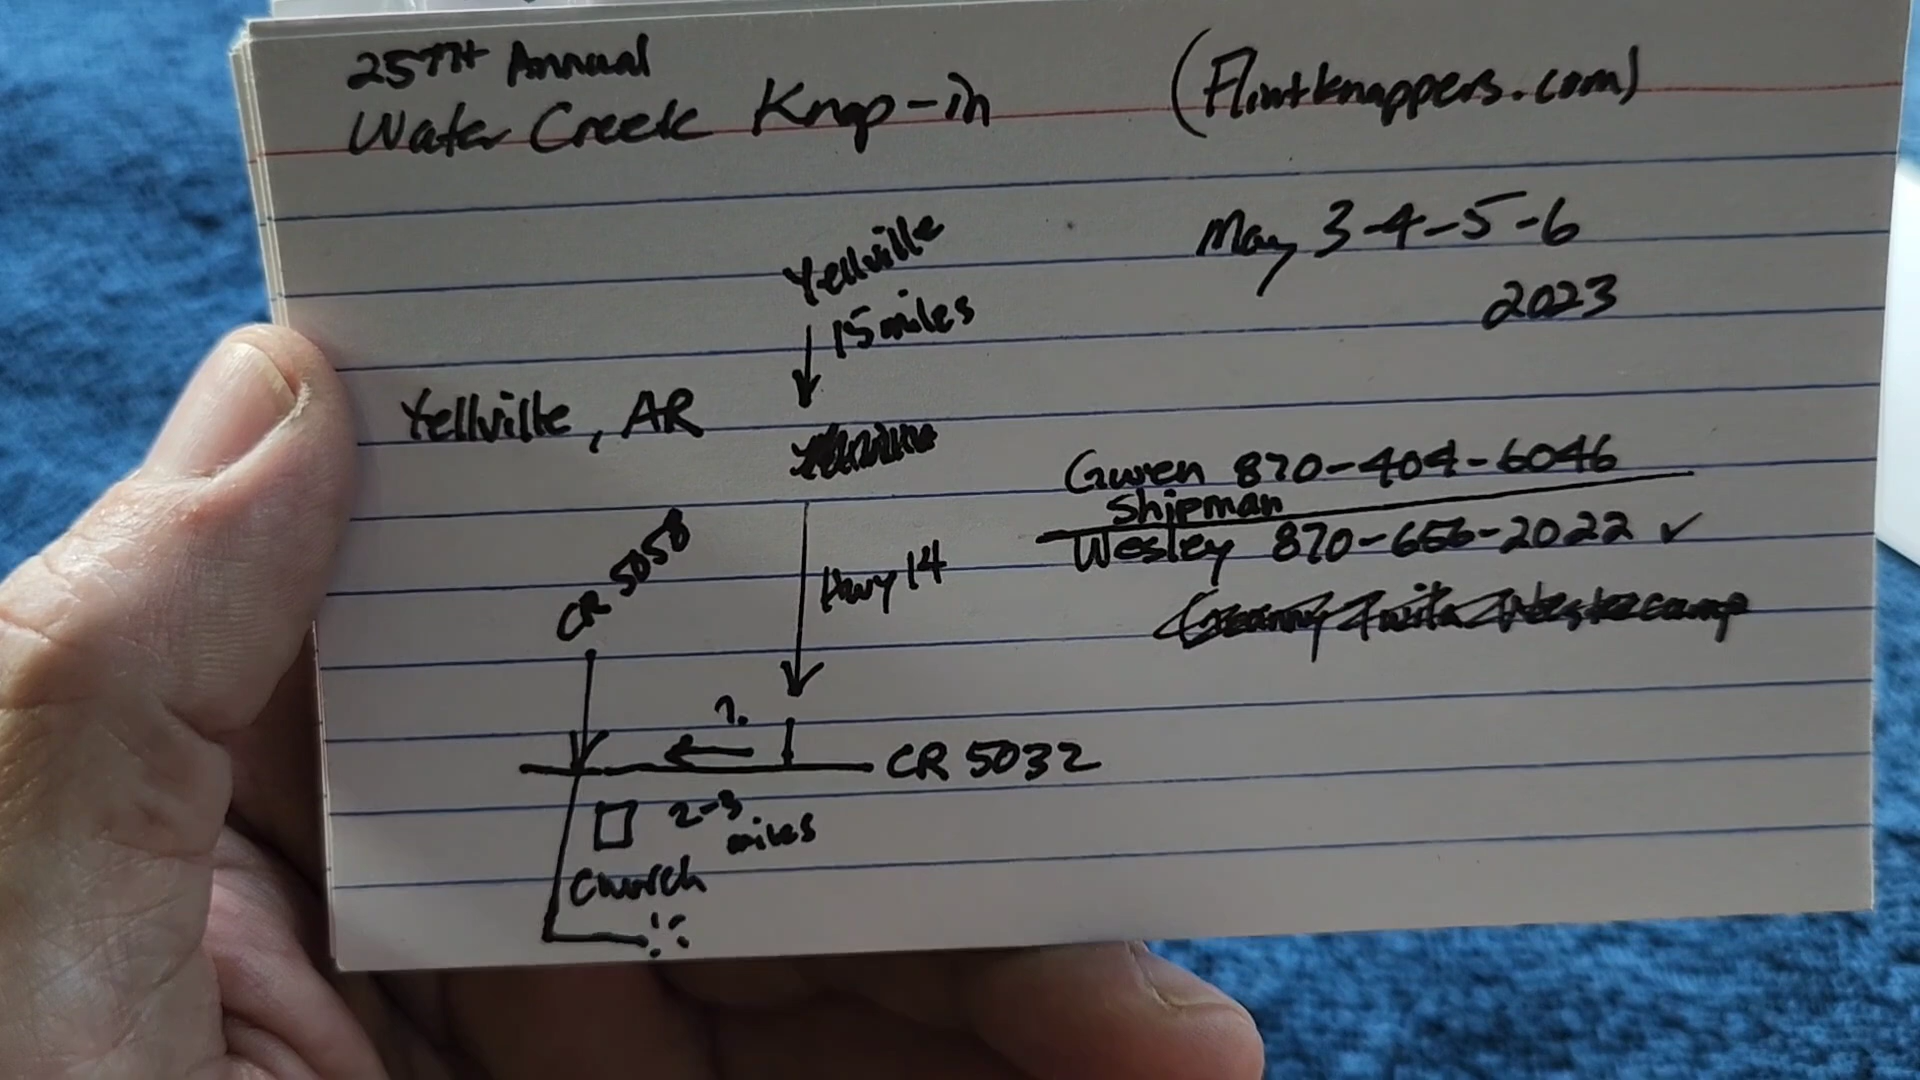 25TH Annual
Water Creek Knap-in
(Flintknappers.com)
May 3-4-5-6
2023
Yellville
15 miles
Yellville, AR
Gwen 870-404-6046
Shipman
Wesley 870-656-2022 ✓
Hwy 14
CR 5058
CR 5032
2-3
miles
Church